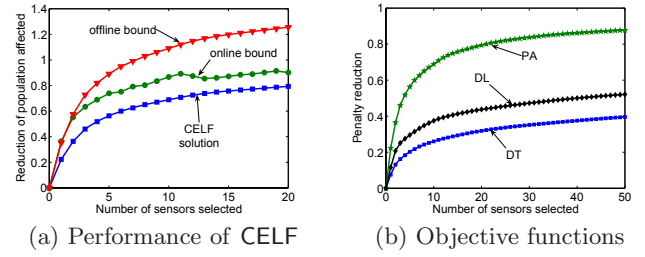 1.4
1.2
1
0.8
0.6
0.4
0.2
0
0 5 10 15 20
Reduction of population affected
Number of sensors selected
offline bound
online bound
CELF
solution
(a) Performance of CELF
1
0.8
0.6
0.4
0.2
0
0 10 20 30 40 50
Penalty reduction
Number of sensors selected
PA
DL
DT
(b) Objective functions